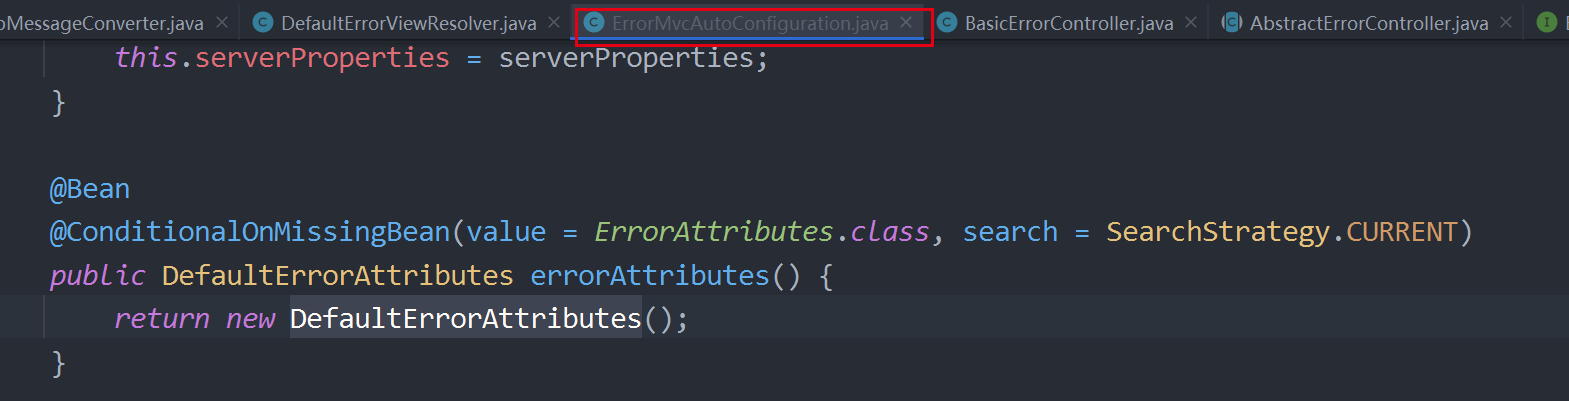 oMessageConverter.java × C DefaultErrorViewResolver.java × C ErrorMvcAutoConfiguration.java × C BasicErrorController.java × C AbstractErrorController.java × I
this.serverProperties = serverProperties;
}
@Bean
@ConditionalOnMissingBean(value = ErrorAttributes.class, search = SearchStrategy.CURRENT)
public DefaultErrorAttributes errorAttributes() {
return new DefaultErrorAttributes();
}